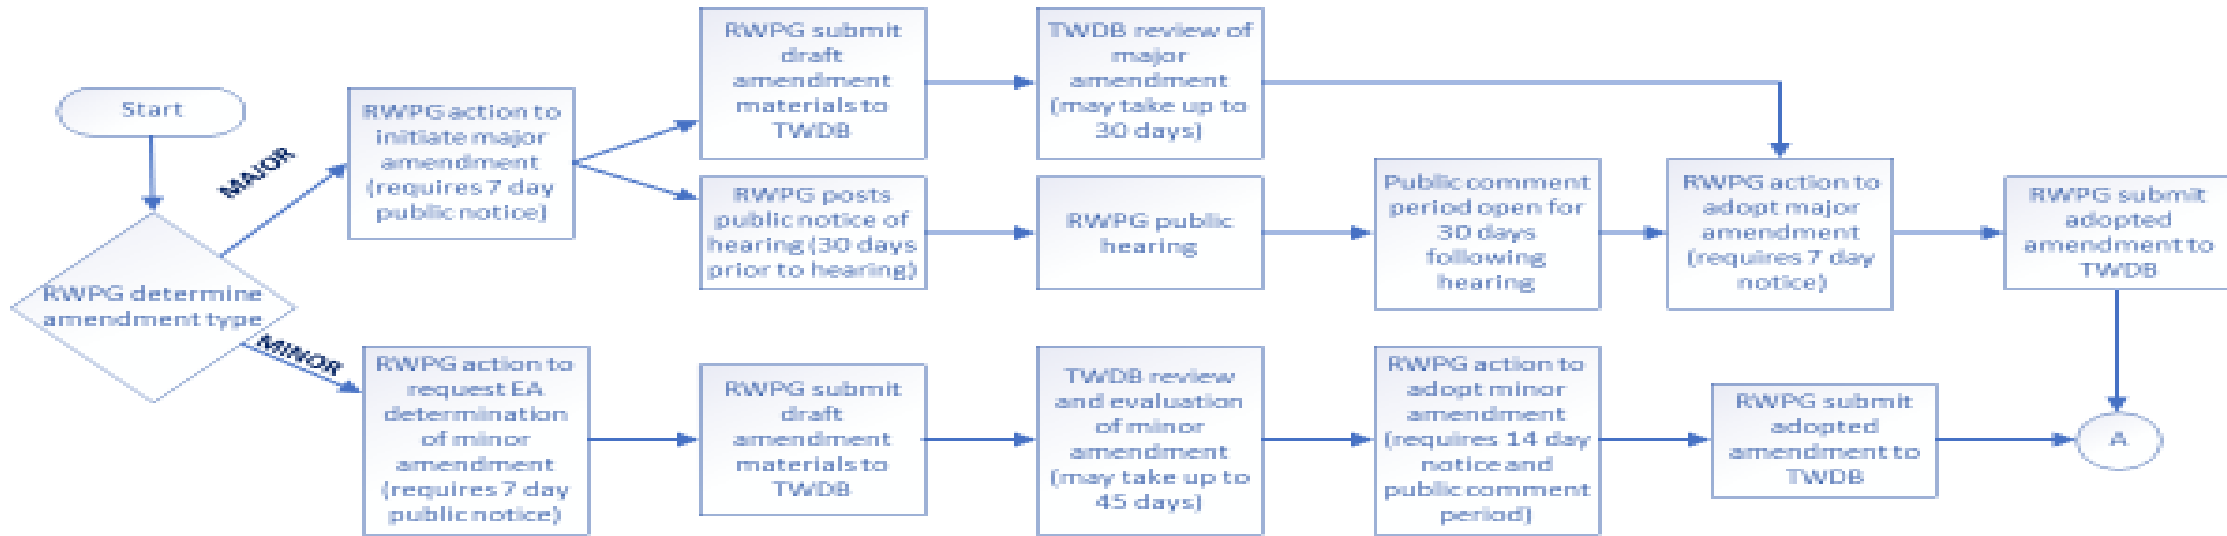 Start
RWPG determine
amendment type
MAJOR
RWPG action to
initiate major
amendment
(requires 7 day
public notice)
RWPG submit
draft
amendment
materials to
TWDB
TWDB review of
major
amendment
(may take up to
30 days)
RWPG posts
public notice of
hearing (30 days
prior to hearing)
RWPG public
hearing
Public comment
period open for
30 days
following
hearing
RWPG action to
adopt major
amendment
(requires 7 day
notice)
RWPG submit
adopted
amendment to
TWDB
MINOR
RWPG action to
request EA
determination
of minor
amendment
(requires 7 day
public notice)
RWPG submit
draft
amendment
materials to
TWDB
TWDB review
and evaluation
of minor
amendment
(may take up to
45 days)
RWPG action to
adopt minor
amendment
(requires 14 day
notice and
public comment
period)
RWPG submit
adopted
amendment to
TWDB
A